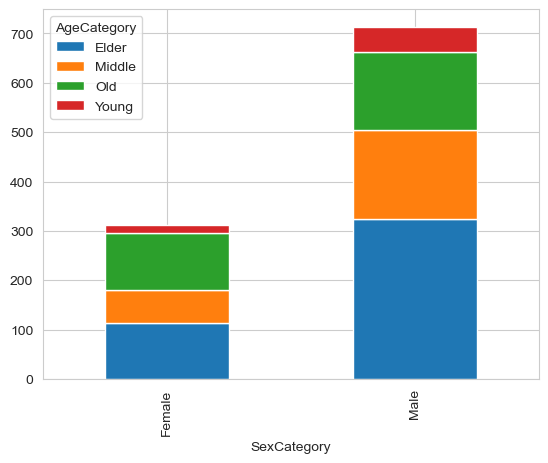 AgeCategory
Elder
Middle
Old
Young
700
600
500
400
300
200
100
0
Female
Male
SexCategory